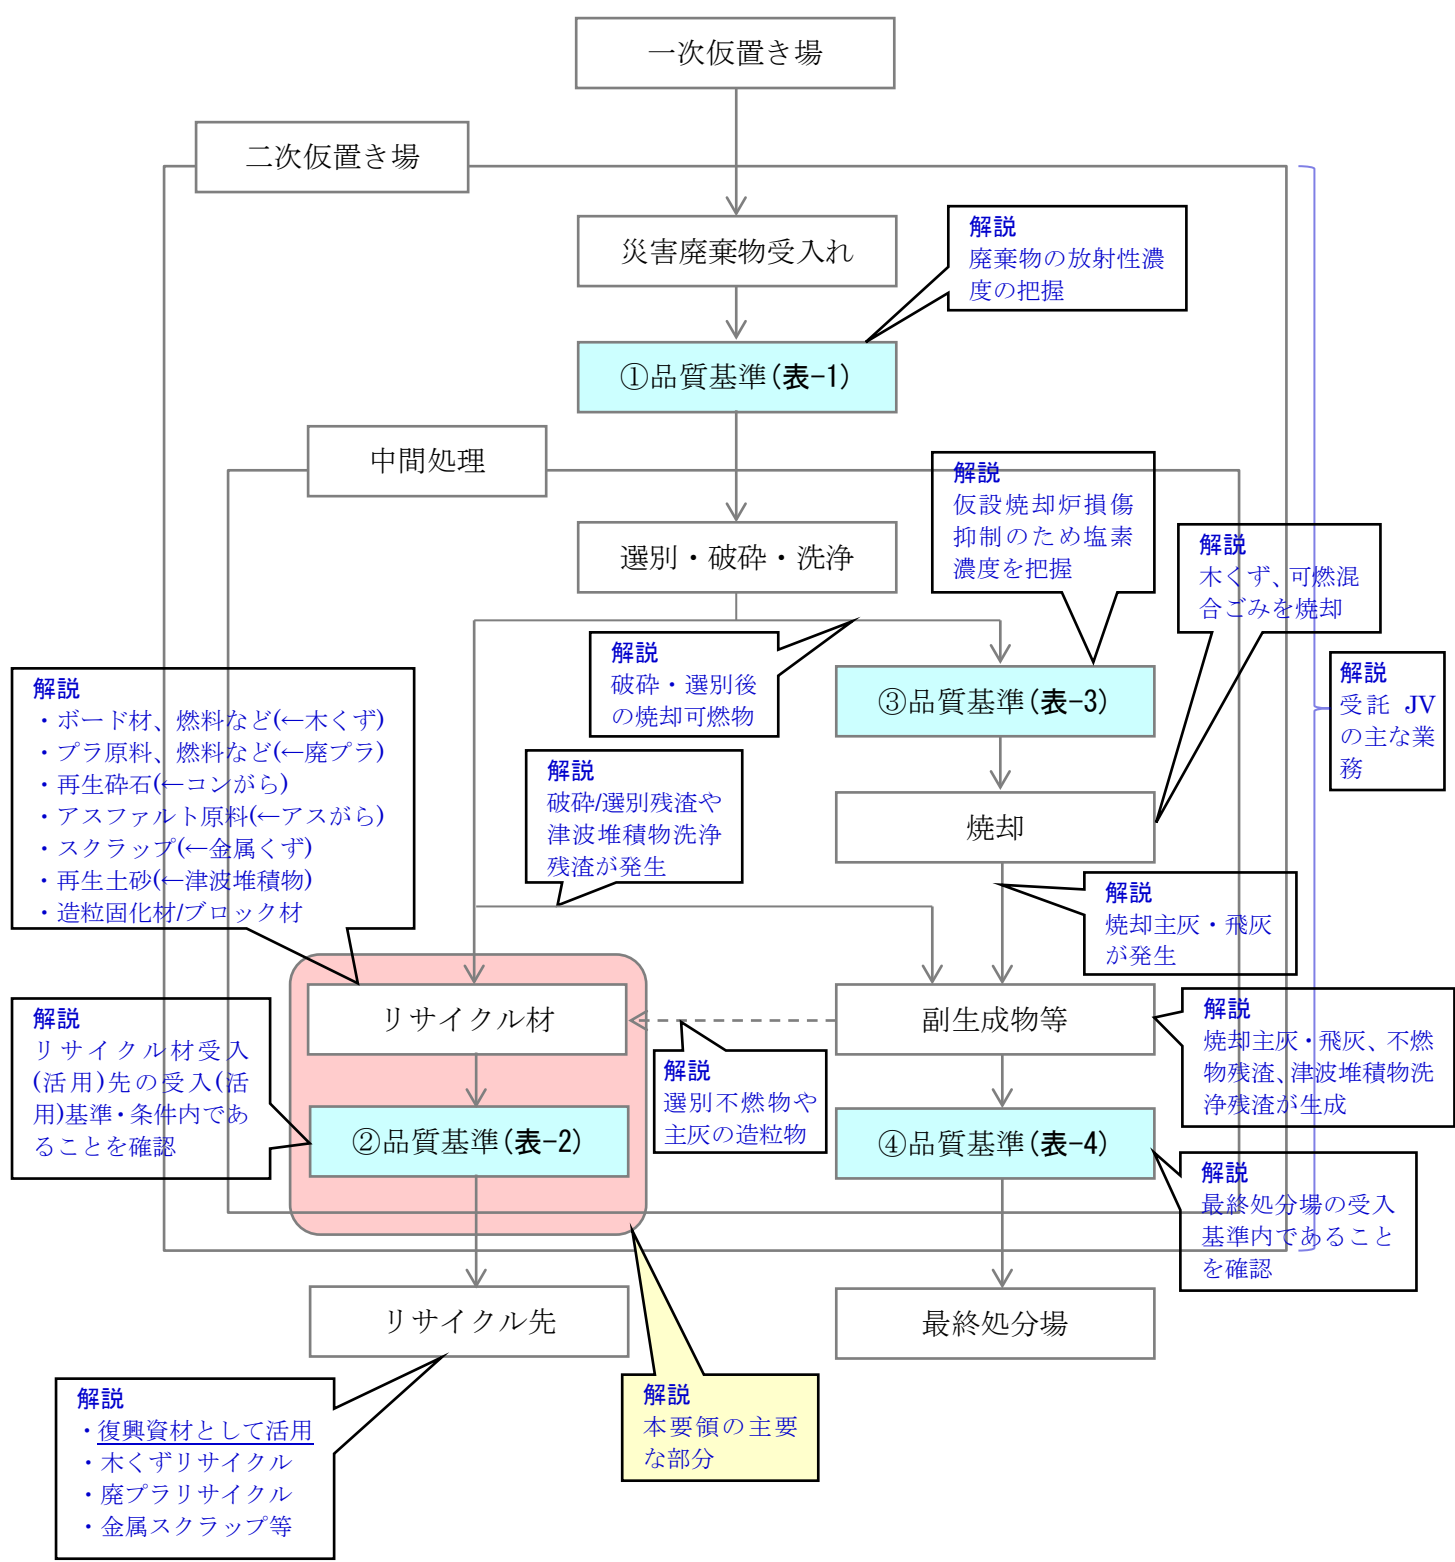 一次仮置き場
二次仮置き場
災害廃棄物受入れ
解説
廃棄物の放射性濃
度の把握
①品質基準(表-1)
中間処理
選別・破砕・洗浄
解説
仮設焼却炉損傷
抑制のため塩素
濃度を把握
解説
木くず、可燃混
合ごみを焼却
解説
破砕・選別後
の焼却可燃物
③品質基準(表-3)
解説
受託 JV
の主な業
務
解説
・ボード材、燃料など(←木くず)
・プラ原料、燃料など(←廃プラ)
・再生砕石(←コンがら)
・アスファルト原料(←アスがら)
・スクラップ(←金属くず)
・再生土砂(←津波堆積物)
・造粒固化材/ブロック材
解説
破砕/選別残渣や
津波堆積物洗浄
残渣が発生
焼却
解説
焼却主灰・飛灰
が発生
リサイクル材
副生成物等
解説
焼却主灰・飛灰、不燃
物残渣、津波堆積物洗
浄残渣が生成
解説
リサイクル材受入
(活用)先の受入(活
用)基準・条件内であ
ることを確認
解説
選別不燃物や
主灰の造粒物
②品質基準(表-2)
④品質基準(表-4)
解説
最終処分場の受入
基準内であること
を確認
リサイクル先
最終処分場
解説
・復興資材として活用
・木くずリサイクル
・廃プラリサイクル
・金属スクラップ等
解説
本要領の主要
な部分